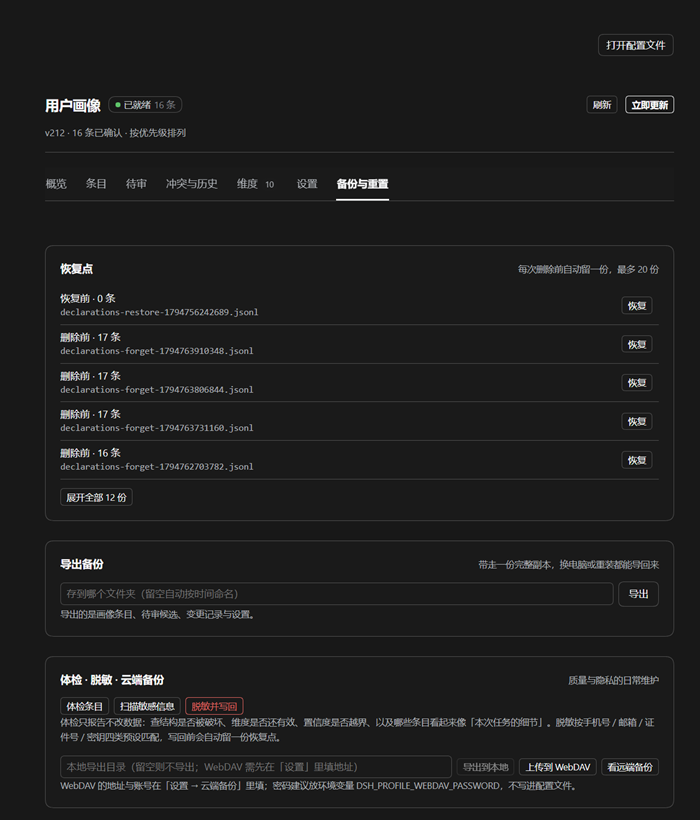 打开配置文件
用户画像 已就绪 16 条 刷新 立即更新
v212 · 16 条已确认 · 按优先级排列
概览 条目 待审 冲突与历史 维度 10 设置 备份与重置
恢复点 每次删除前自动留一份，最多 20 份
恢复前 · 0 条
declarations-restore-1794756242689.jsonl 恢复
删除前 · 17 条
declarations-forget-1794763910348.jsonl 恢复
删除前 · 17 条
declarations-forget-1794763806844.jsonl 恢复
删除前 · 17 条
declarations-forget-1794763731160.jsonl 恢复
删除前 · 16 条
declarations-forget-1794762703782.jsonl 恢复
展开全部 12 份
导出备份 带走一份完整副本，换电脑或重装都能导回来
存到哪个文件夹（留空自动按时间命名） 导出
导出的是画像条目、待审候选、变更记录与设置。
体检 · 脱敏 · 云端备份 质量与隐私的日常维护
体检条目 扫描敏感信息 脱敏并写回
体检只报告不改数据：查结构是否被破坏、维度是否还有效、置信度是否越界、以及哪些条目看起来像「本次任务的细节」。脱敏按手机号 / 邮箱 / 证
件号 / 密钥四类预设匹配，写回前会自动留一份恢复点。
本地导出目录（留空则不导出；WebDAV 需先在「设置」里填地址） 导出到本地 上传到 WebDAV 看远端备份
WebDAV 的地址与账号在「设置 → 云端备份」里填；密码建议放环境变量 DSH_PROFILE_WEBDAV_PASSWORD，不写进配置文件。